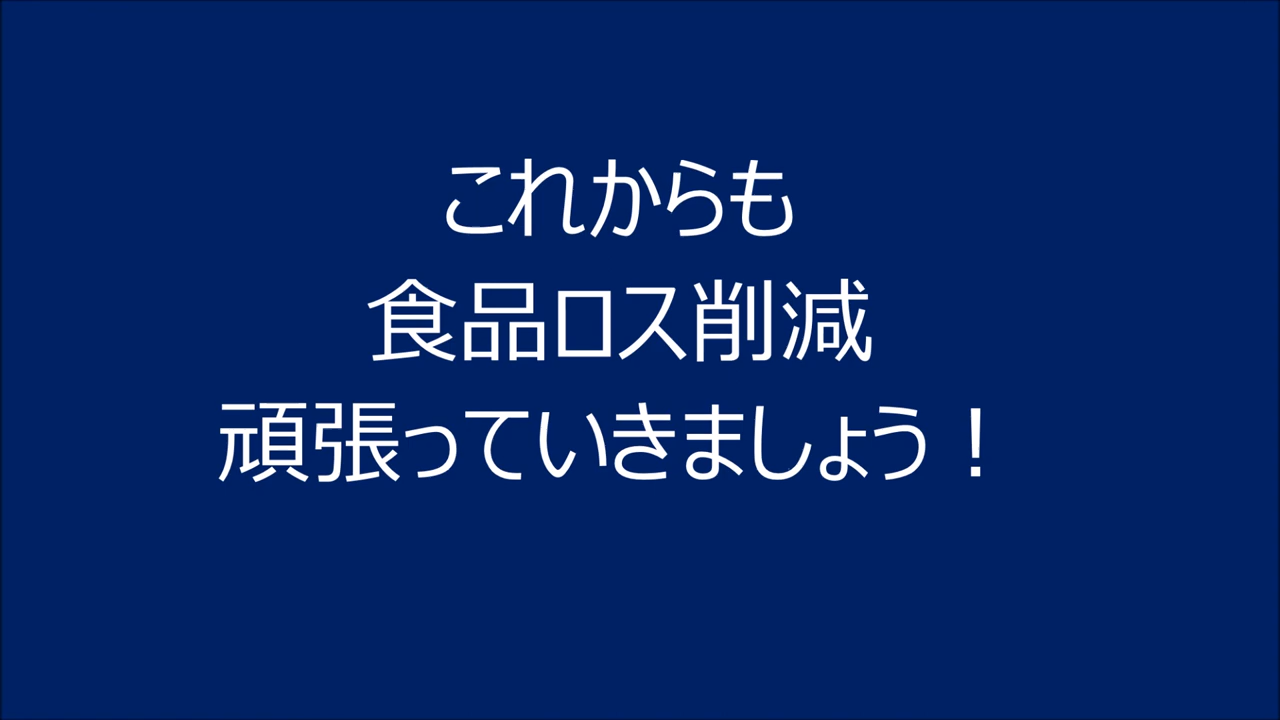 これからも
食品ロス削減
頑張っていきましょう！